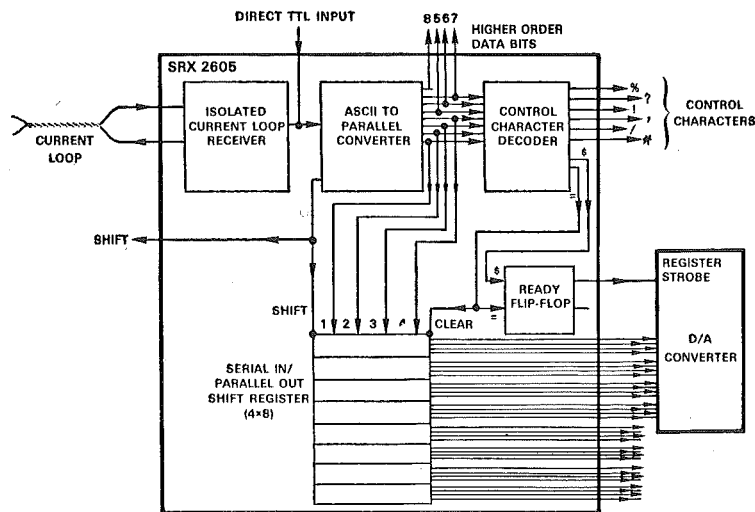 DIRECT TTL INPUT
8 5 6 7
HIGHER ORDER
DATA BITS
SRX 2605
ISOLATED
CURRENT LOOP
RECEIVER
ASCII TO
PARALLEL
CONVERTER
CONTROL
CHARACTER
DECODER
%
?
!
,
/
#
CONTROL
CHARACTERS
CURRENT
LOOP
$
=
SHIFT
SHIFT
1 2 3
CLEAR
$
=
READY
FLIP-FLOP
REGISTER
STROBE
D/A
CONVERTER
SERIAL IN/
PARALLEL OUT
SHIFT REGISTER
(4×8)